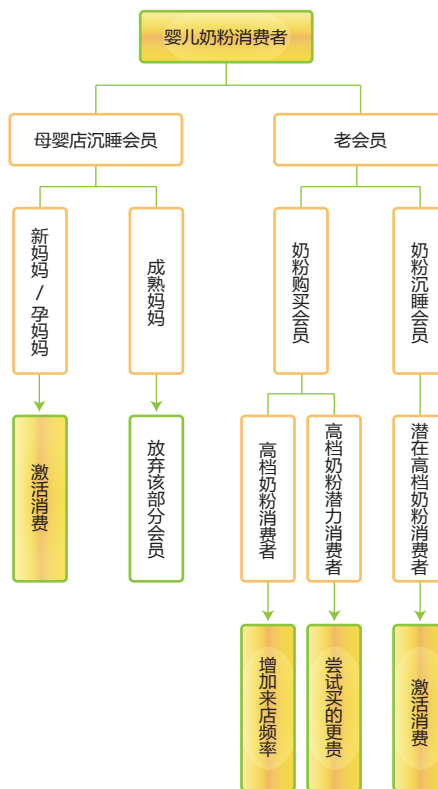 婴儿奶粉消费者
母婴店沉睡会员
老会员
新妈妈/孕妈妈
成熟妈妈
奶粉购买会员
奶粉沉睡会员
激活消费
放弃该部分会员
高档奶粉消费者
高档奶粉潜力消费者
潜在高档奶粉消费者
增加来店频率
尝试买的更贵
激活消费